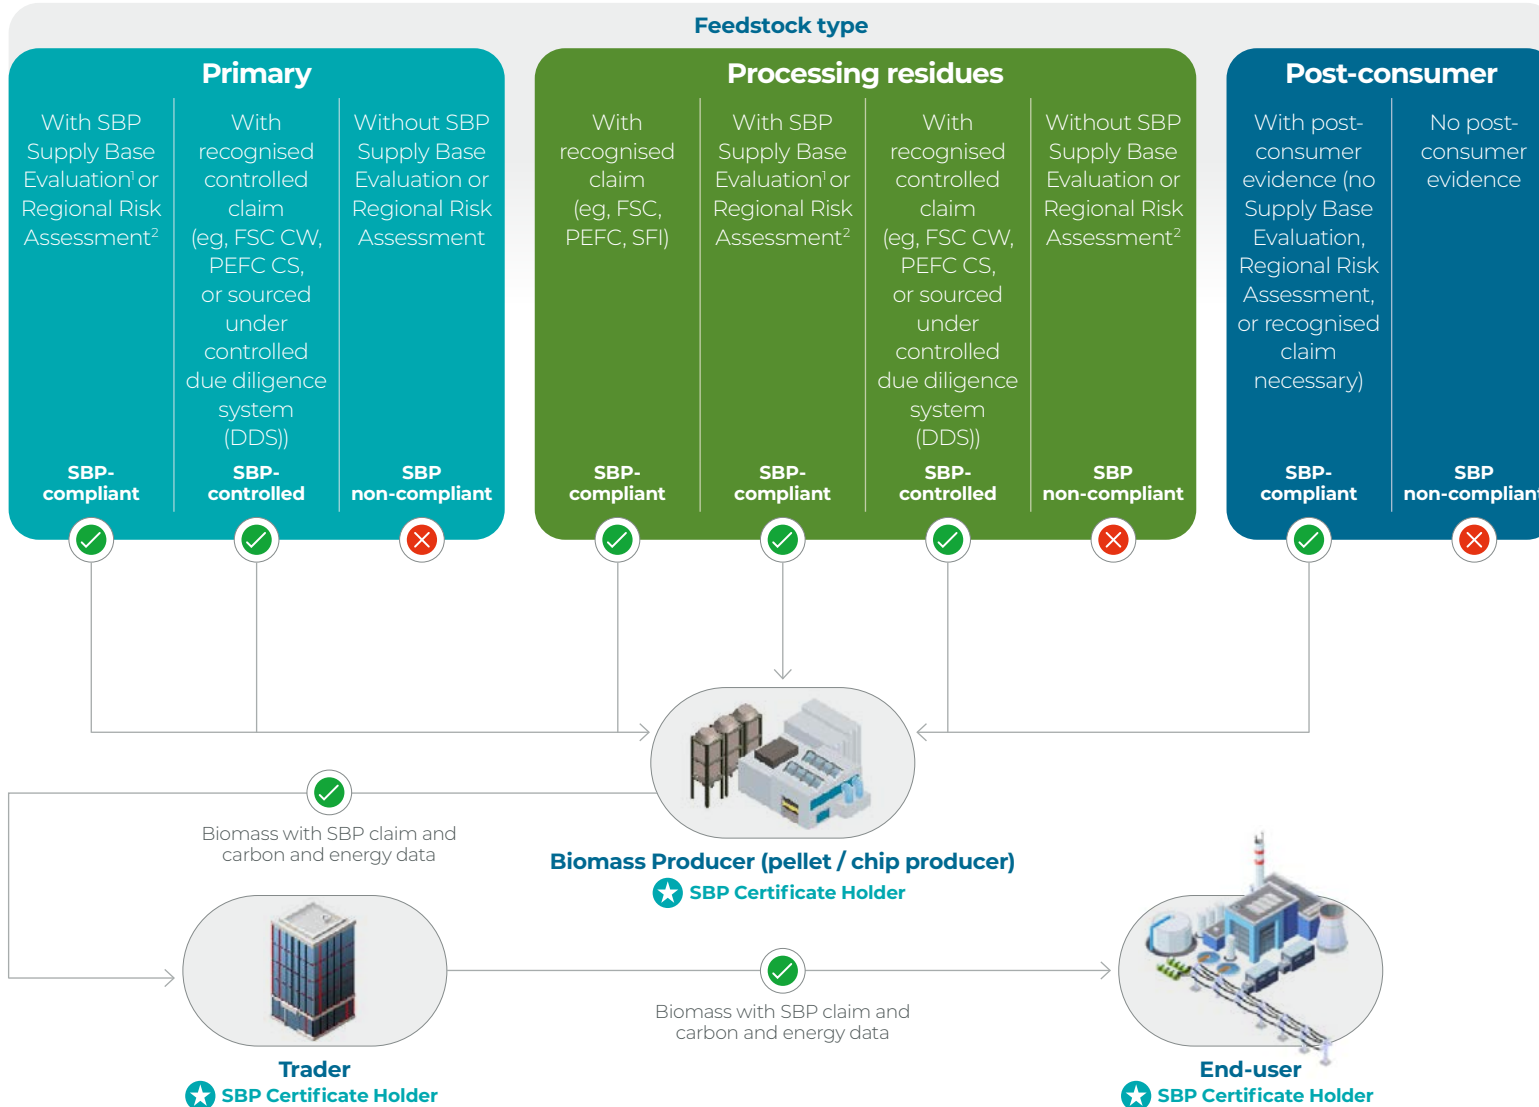 Feedstock type
Primary
With SBP
Supply Base
Evaluation¹ or
Regional Risk
Assessment²
SBP-
compliant
With
recognised
controlled
claim
(eg, FSC CW,
PEFC CS,
or sourced
under
controlled
due diligence
system
(DDS))
SBP-
controlled
Without SBP
Supply Base
Evaluation or
Regional Risk
Assessment
SBP
non-compliant
Processing residues
With
recognised
claim
(eg, FSC,
PEFC, SFI)
SBP-
compliant
With SBP
Supply Base
Evaluation¹ or
Regional Risk
Assessment²
SBP-
compliant
With
recognised
controlled
claim
(eg, FSC CW,
PEFC CS,
or sourced
under
controlled
due diligence
system
(DDS))
SBP-
controlled
Without SBP
Supply Base
Evaluation or
Regional Risk
Assessment²
SBP
non-compliant
Post-consumer
With post-
consumer
evidence (no
Supply Base
Evaluation,
Regional Risk
Assessment,
or recognised
claim
necessary)
SBP-
compliant
No post-
consumer
evidence
SBP
non-compliant
Biomass with SBP claim and
carbon and energy data
Biomass Producer (pellet / chip producer)
SBP Certificate Holder
Biomass with SBP claim and
carbon and energy data
Trader
SBP Certificate Holder
End-user
SBP Certificate Holder